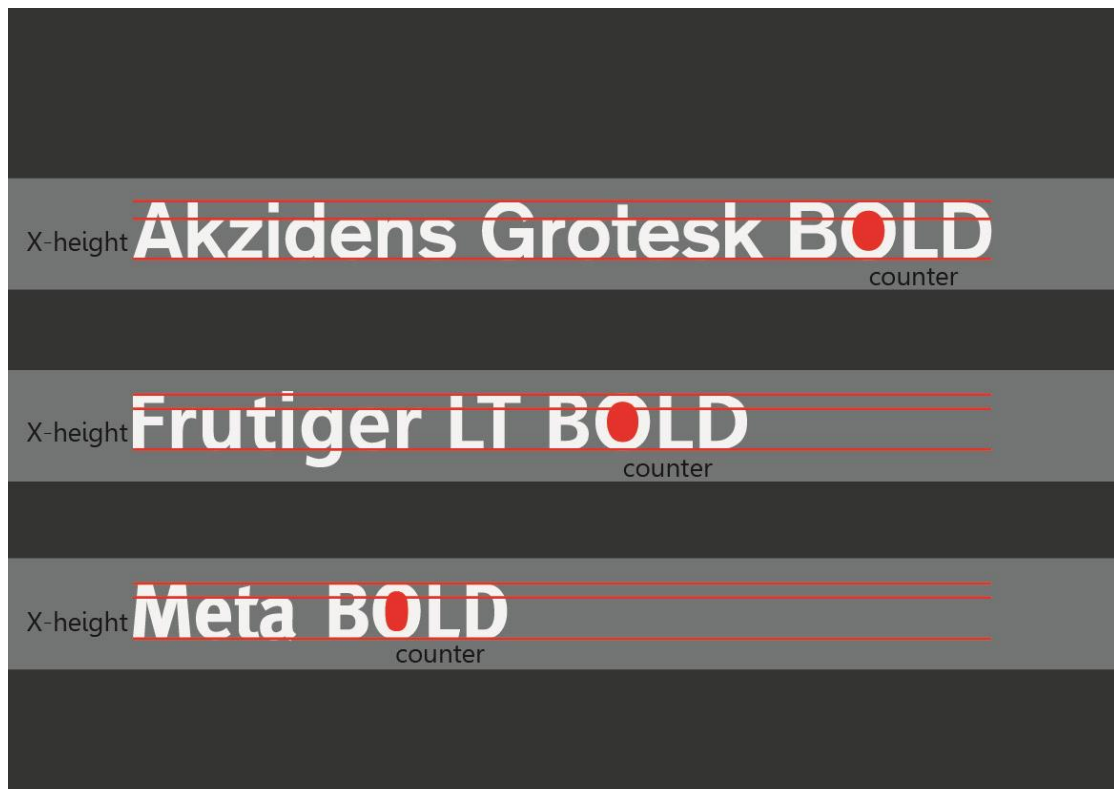 X-height Akzidens Grotesk BOLD
counter
X-height Frutiger LT BOLD
counter
X-height Meta BOLD
counter